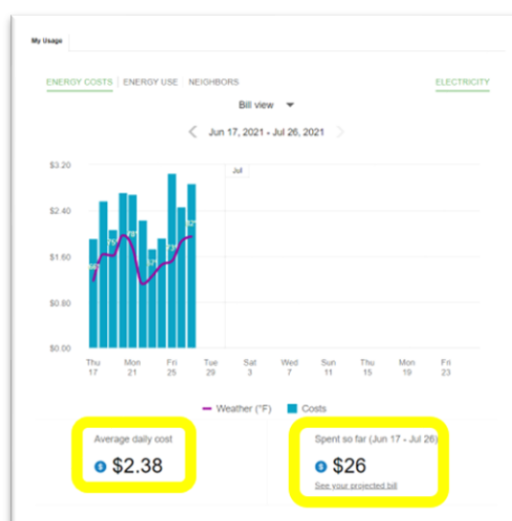 My Usage
ENERGY COSTS ENERGY USE NEIGHBORS ELECTRICITY
Bill view
Jun 17, 2021 - Jul 26, 2021
$3.20
Jul
$2.40
$1.60
$0.80
$0.00
Thu Mon Fri Tue Sat Wed Sun Thu Mon Fri
17 21 25 29 3 7 11 15 19 23
Weather (°F) Costs
Average daily cost Spent so far (Jun 17 - Jul 26)
$2.38 $26
See your projected bill